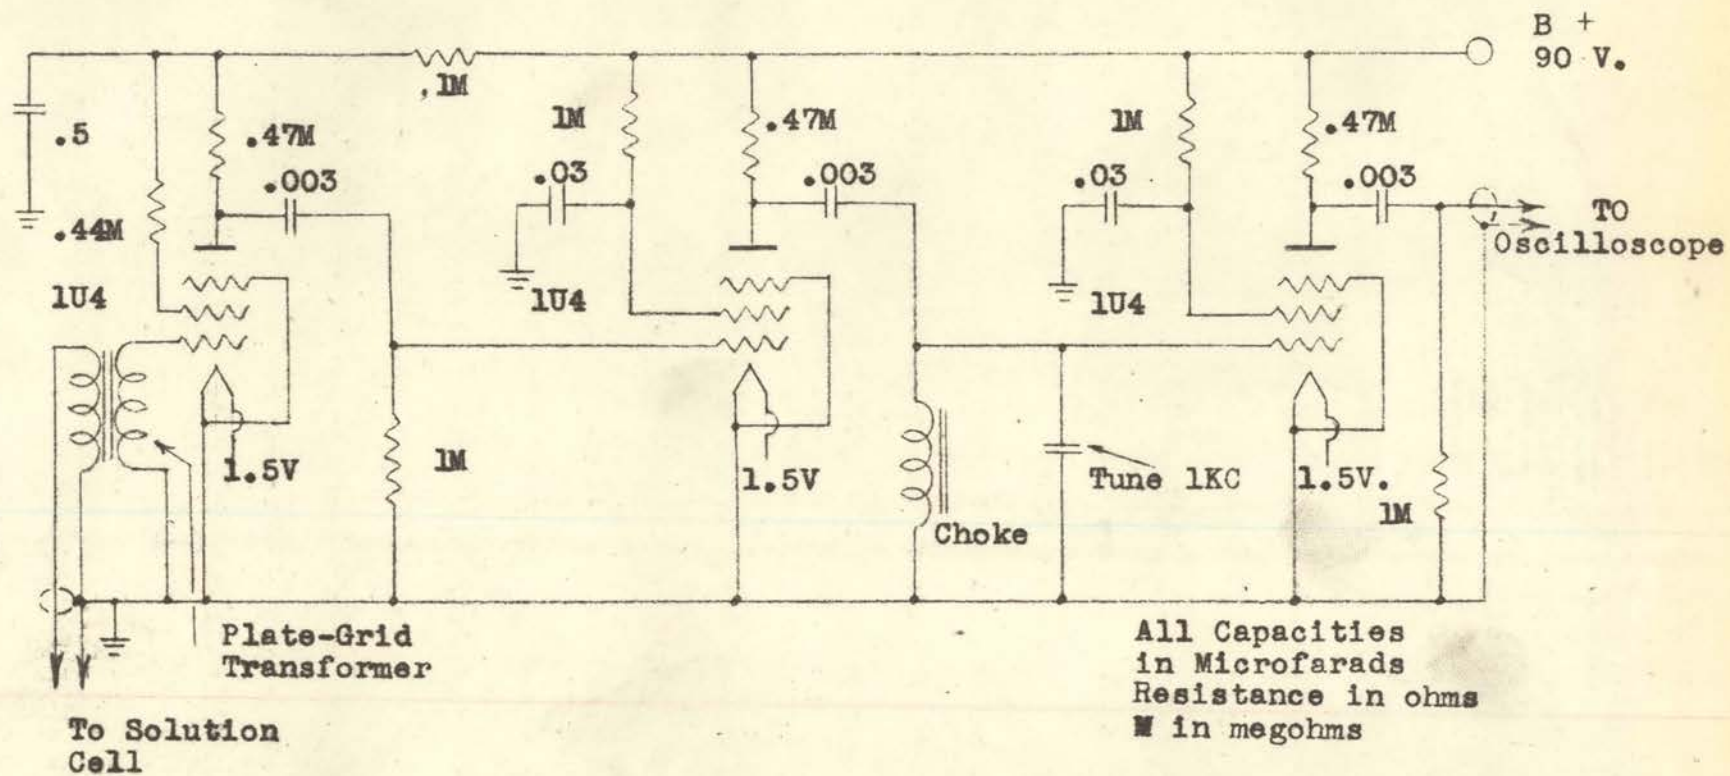 B +
90 V.
.1M
.5
.47M
1M
.47M
1M
.47M
.003
.03
.003
.03
.003
.44M
TO
Oscilloscope
1U4
1U4
1U4
1.5V
1M
1.5V
Tune 1KC
1.5V.
1M
Choke
Plate-Grid
Transformer
All Capacities
in Microfarads
Resistance in ohms
M in megohms
To Solution
Cell